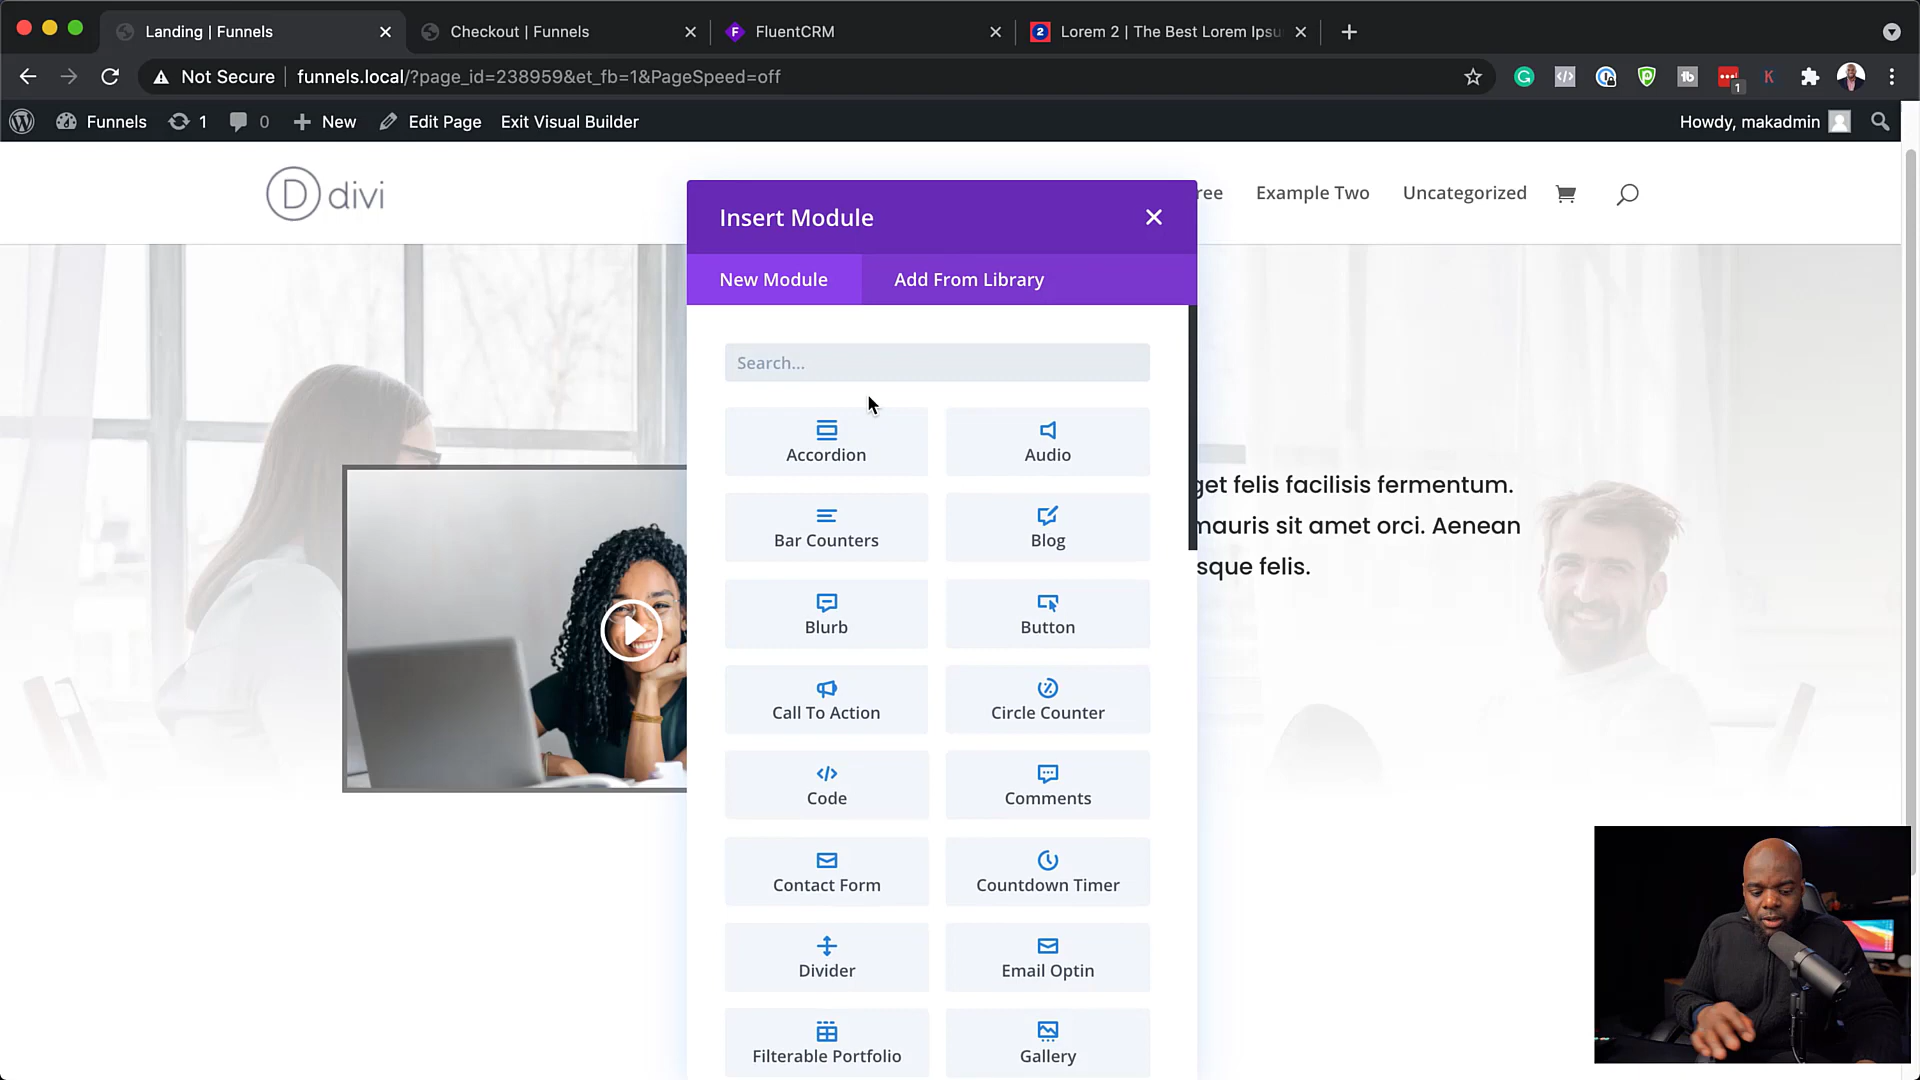 Landing | Funnels
Checkout | Funnels
F
FluentCRM
2
Lorem 2 | The Best Lorem Ipsu
Not Secure
funnels.local/?page_id=238959&et_fb=1&PageSpeed=off
1
Funnels
1
0
New
Edit Page
Exit Visual Builder
Howdy, makadmin
D divi
ree
Example Two
Uncategorized
Insert Module
New Module
Add From Library
Search...
Accordion
Audio
Bar Counters
Blog
Blurb
Button
Call To Action
Circle Counter
Code
Comments
Contact Form
Countdown Timer
Divider
Email Optin
Filterable Portfolio
Gallery
get felis facilisis fermentum.
mauris sit amet orci. Aenean
sque felis.